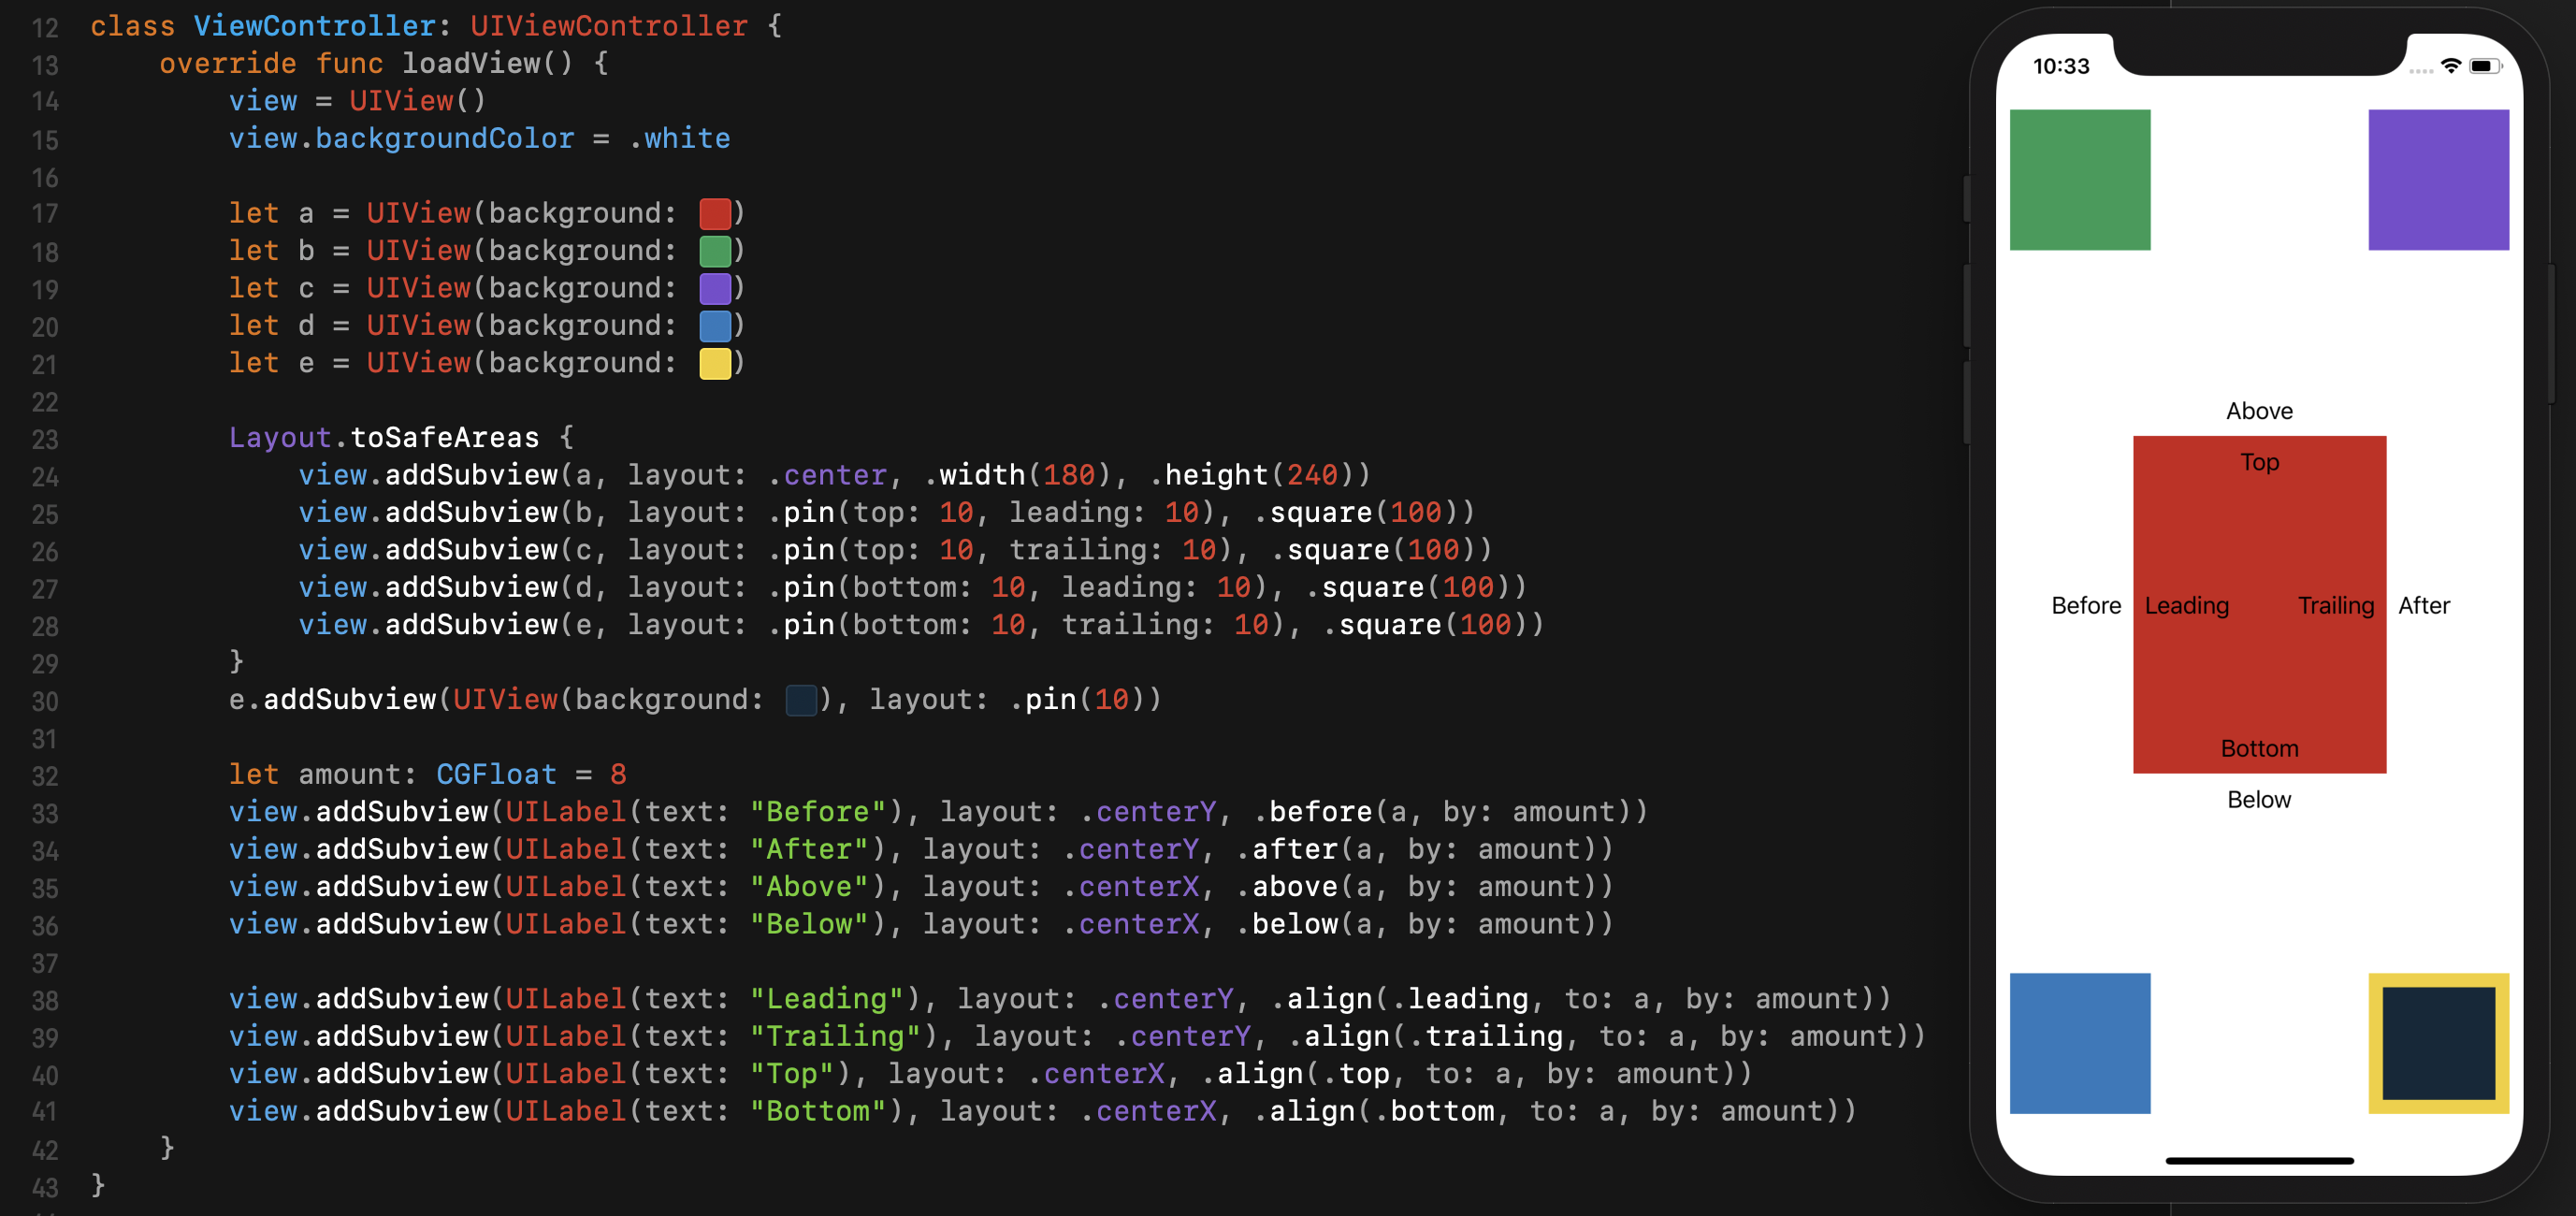 12 class ViewController: UIViewController {
13 override func loadView() {
14 view = UIView()
15 view.backgroundColor = .white
16
17 let a = UIView(background: )
18 let b = UIView(background: )
19 let c = UIView(background: )
20 let d = UIView(background: )
21 let e = UIView(background: )
22
23 Layout.toSafeAreas {
24 view.addSubview(a, layout: .center, .width(180), .height(240))
25 view.addSubview(b, layout: .pin(top: 10, leading: 10), .square(100))
26 view.addSubview(c, layout: .pin(top: 10, trailing: 10), .square(100))
27 view.addSubview(d, layout: .pin(bottom: 10, leading: 10), .square(100))
28 view.addSubview(e, layout: .pin(bottom: 10, trailing: 10), .square(100))
29 }
30 e.addSubview(UIView(background: ), layout: .pin(10))
31
32 let amount: CGFloat = 8
33 view.addSubview(UILabel(text: "Before"), layout: .centerY, .before(a, by: amount))
34 view.addSubview(UILabel(text: "After"), layout: .centerY, .after(a, by: amount))
35 view.addSubview(UILabel(text: "Above"), layout: .centerX, .above(a, by: amount))
36 view.addSubview(UILabel(text: "Below"), layout: .centerX, .below(a, by: amount))
37
38 view.addSubview(UILabel(text: "Leading"), layout: .centerY, .align(.leading, to: a, by: amount))
39 view.addSubview(UILabel(text: "Trailing"), layout: .centerY, .align(.trailing, to: a, by: amount))
40 view.addSubview(UILabel(text: "Top"), layout: .centerX, .align(.top, to: a, by: amount))
41 view.addSubview(UILabel(text: "Bottom"), layout: .centerX, .align(.bottom, to: a, by: amount))
42 }
43 }
10:33
Above
Top
Before Leading Trailing After
Bottom
Below